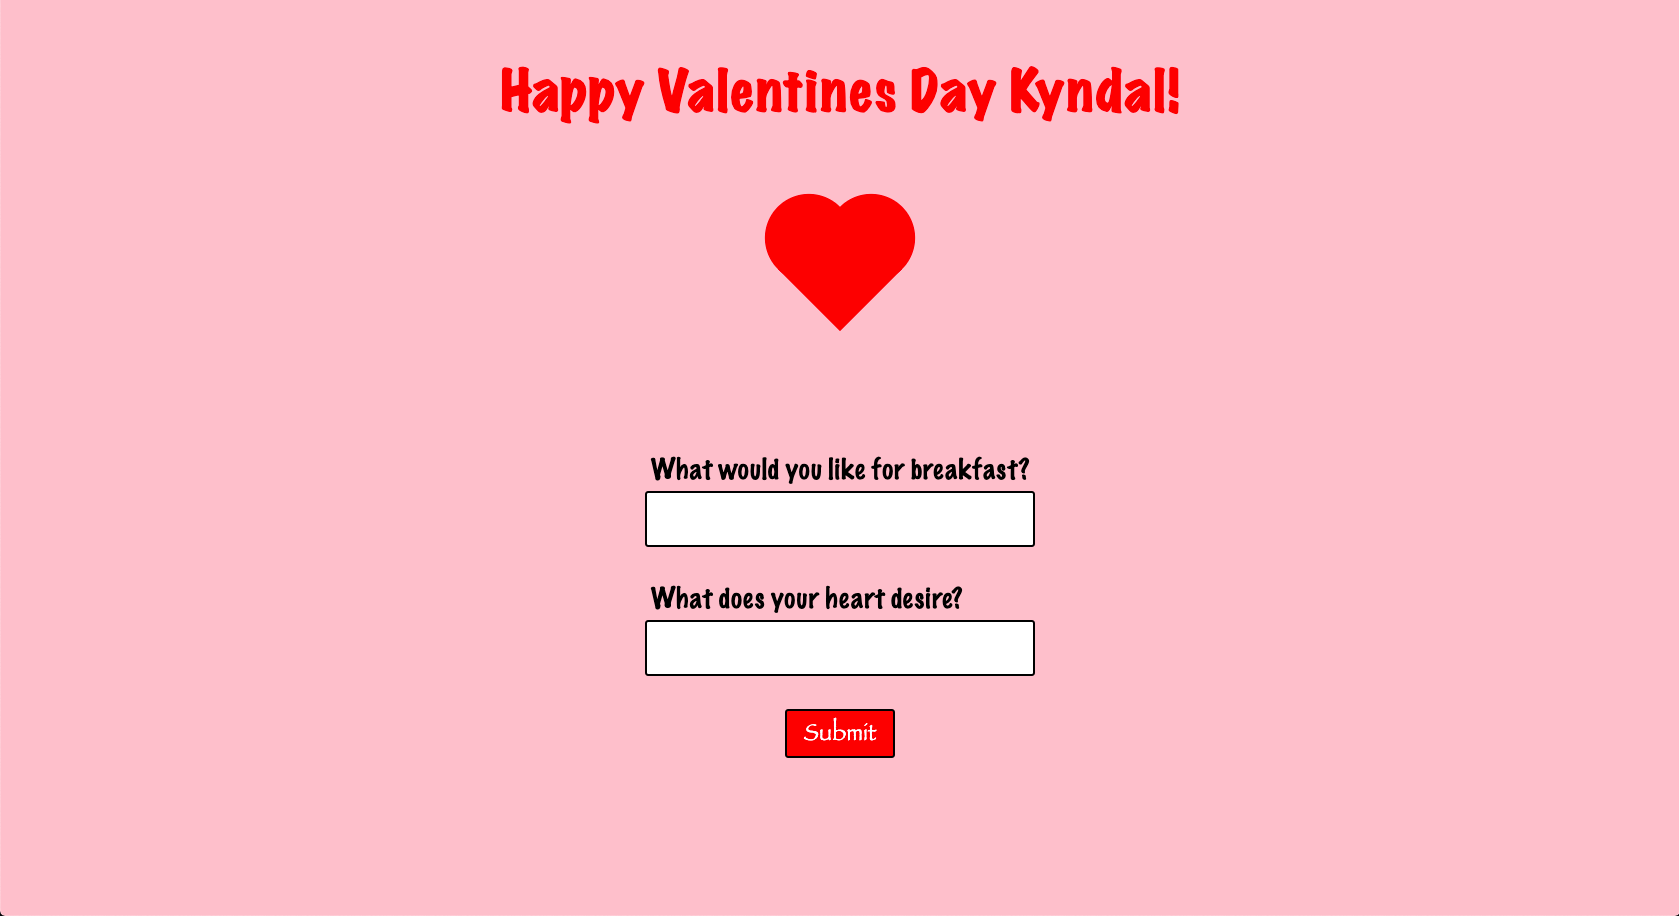 Happy Valentines Day Kyndal!
What would you like for breakfast?
What does your heart desire?
Submit